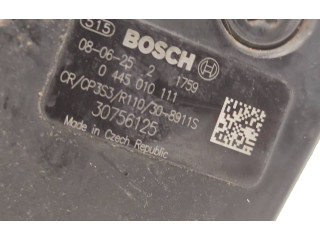 515 BOSCH
08-06-25 2 1759
0 445 010 111
CR/CP3S3/R110/30-8911S
30756125
Made in Czech Republic